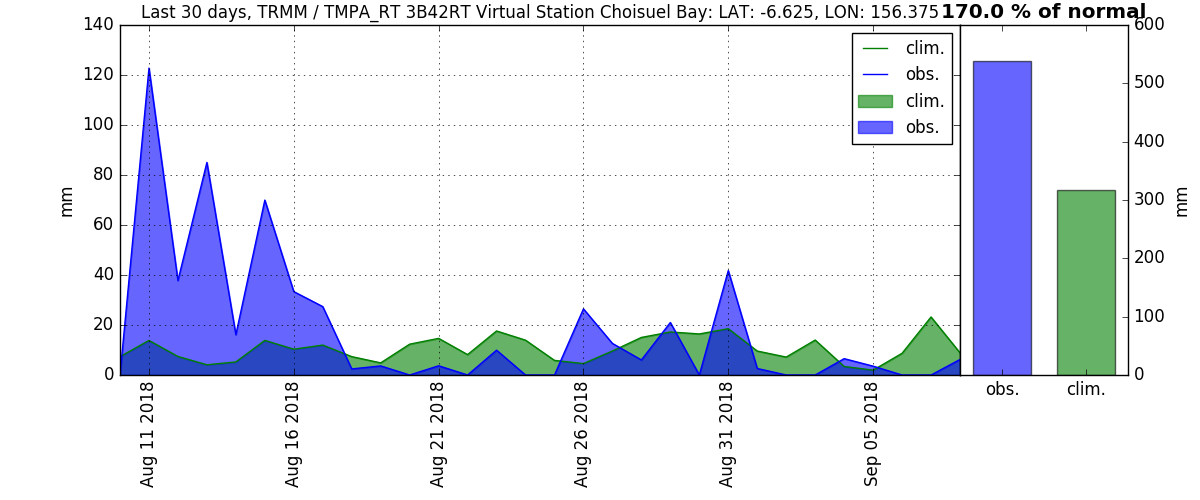 Last 30 days, TRMM / TMPA_RT 3B42RT Virtual Station Choisuel Bay: LAT: -6.625, LON: 156.375
170.0 % of normal
140
120
100
80
60
40
20
0
mm
clim.
obs.
clim.
obs.
Aug 11 2018
Aug 16 2018
Aug 21 2018
Aug 26 2018
Aug 31 2018
Sep 05 2018
600
500
400
300
200
100
0
mm
obs.
clim.